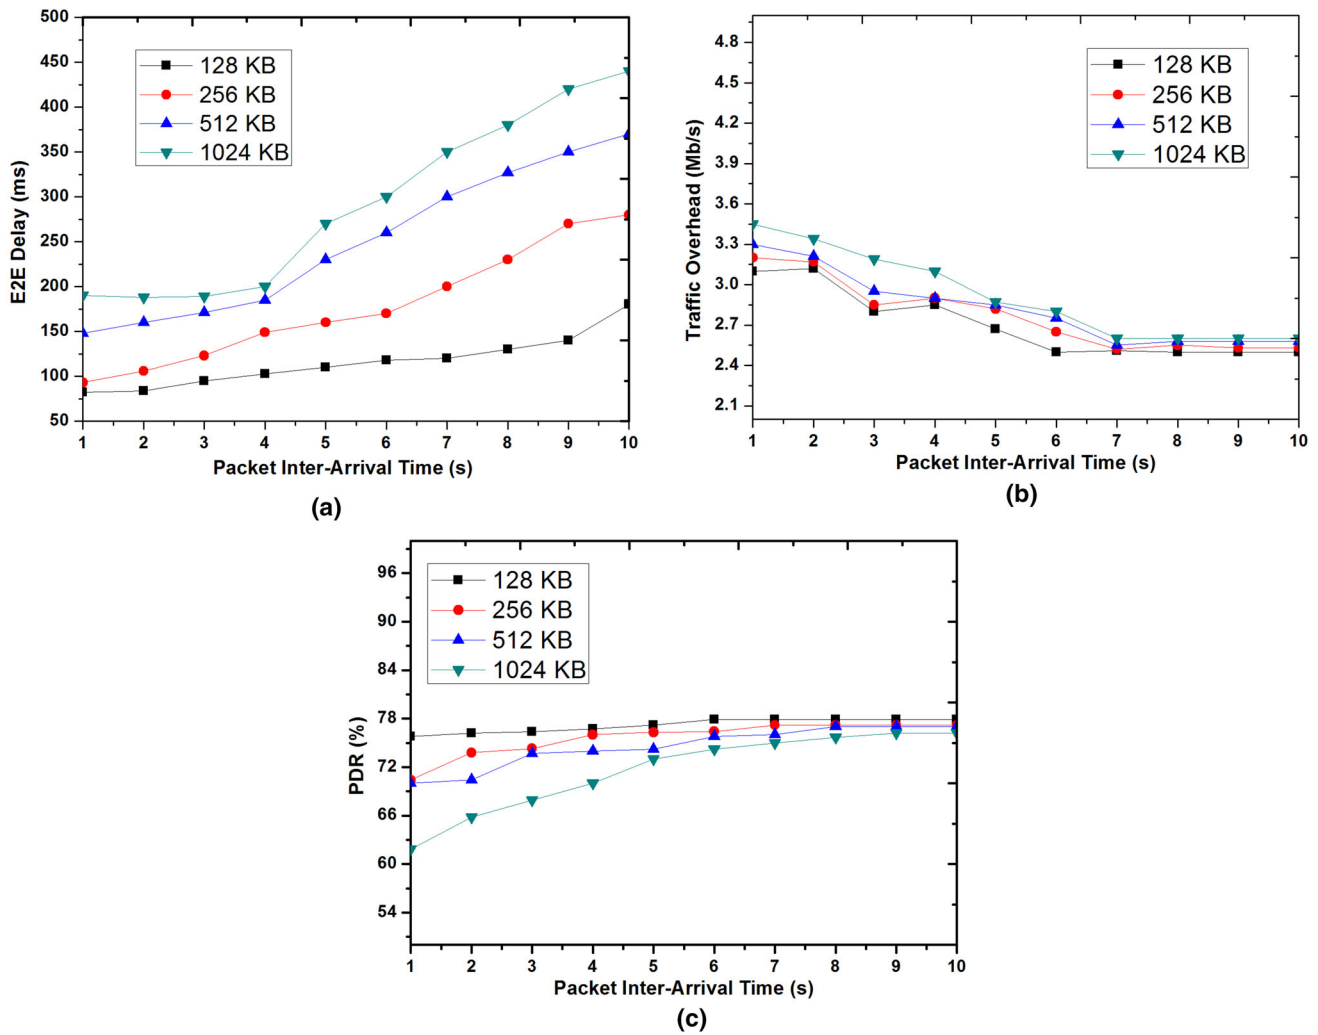 500
450
400
350
300
250
200
150
100
50
E2E Delay (ms)
128 KB
256 KB
512 KB
1024 KB
1 2 3 4 5 6 7 8 9 10
Packet Inter-Arrival Time (s)
(a)
4.8
4.5
4.2
3.9
3.6
3.3
3.0
2.7
2.4
2.1
Traffic Overhead (Mb/s)
128 KB
256 KB
512 KB
1024 KB
1 2 3 4 5 6 7 8 9 10
Packet Inter-Arrival Time (s)
(b)
96
90
84
78
72
66
60
54
PDR (%)
128 KB
256 KB
512 KB
1024 KB
1 2 3 4 5 6 7 8 9 10
Packet Inter-Arrival Time (s)
(c)